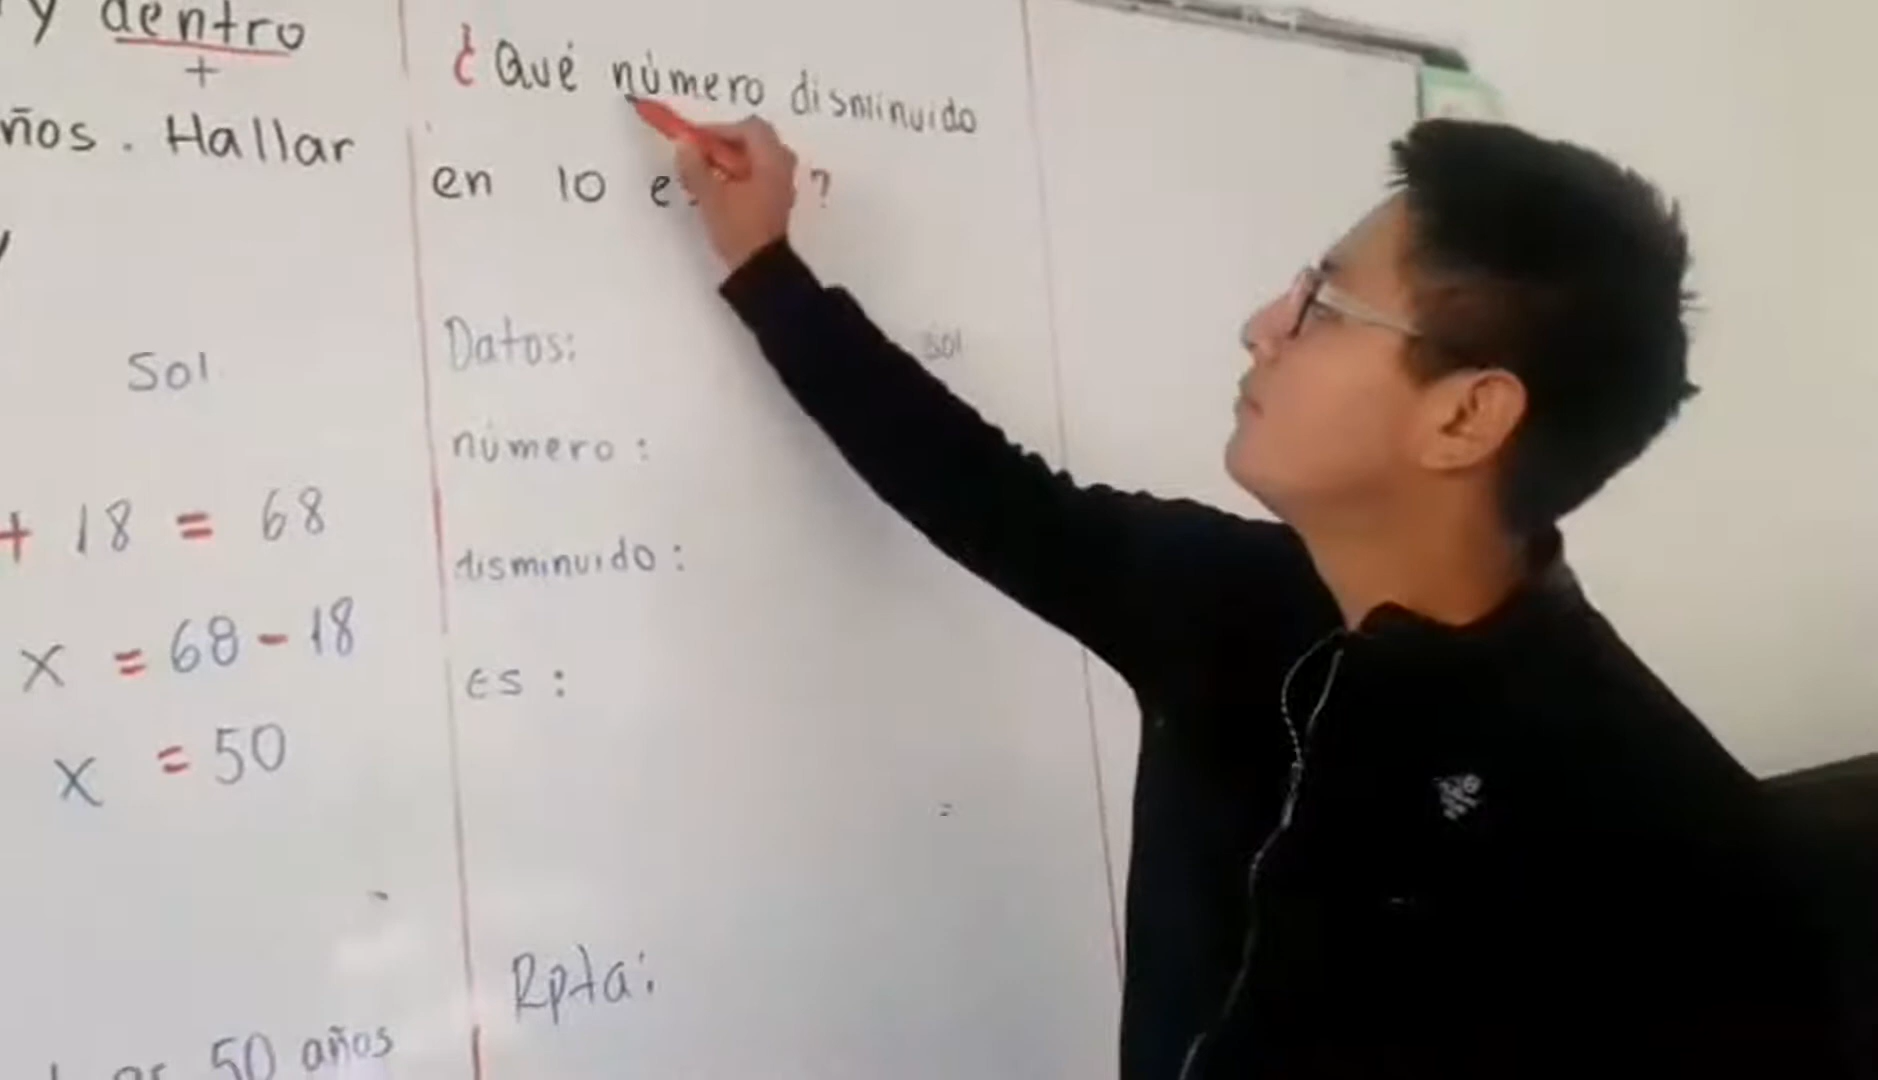 y dentro
+
ños. Hallar
y
Sol
+ 18 = 68
x = 68 - 18
x = 50
50 años
¿Qué número disminuido
en 10 ?
Datos:
sol
número:
disminuido:
Es:
=
Rpta: